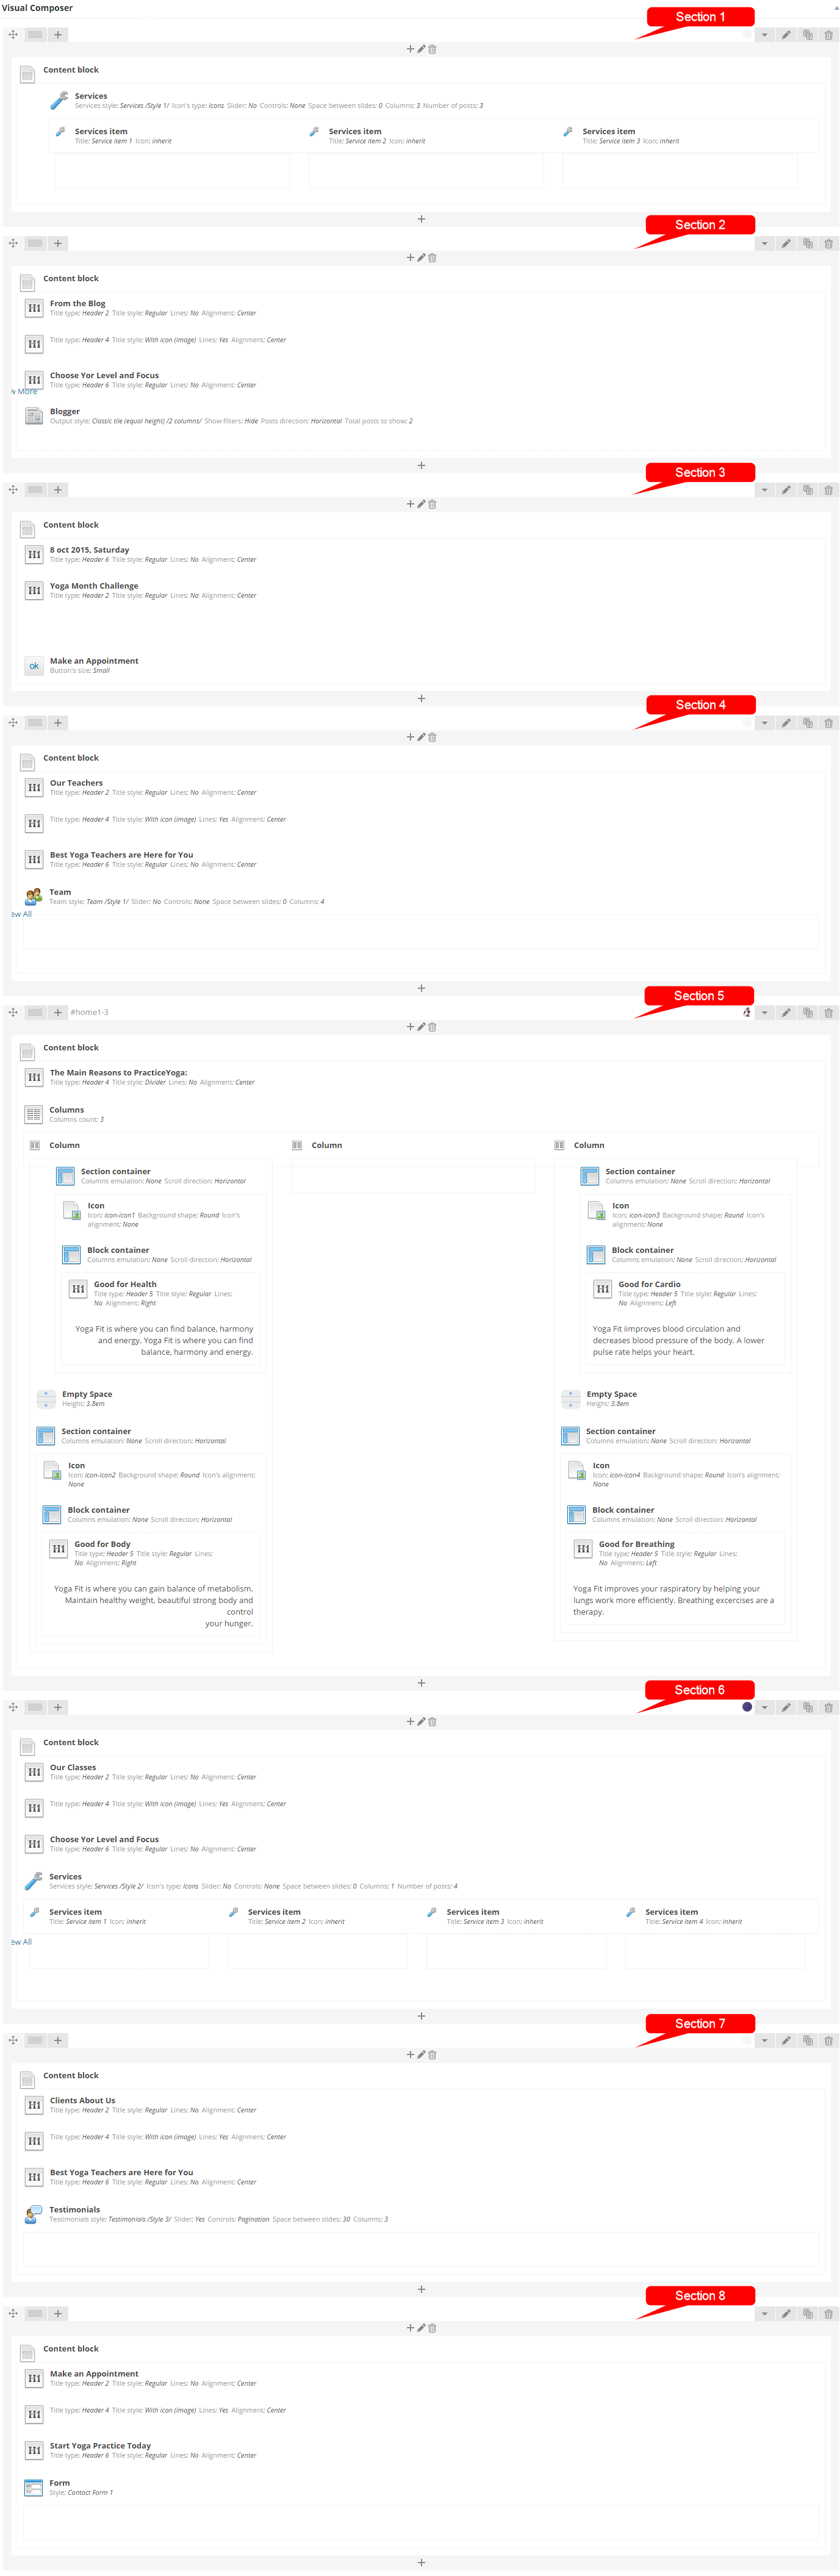 Visual Composer
Section 1
Content block
Services
Services style: Services /Style 1/ Icon's type: Icons Slider: No Controls: None Space between slides: 0 Columns: 3 Number of posts: 3
Services item
Title: Service item 1 Icon: inherit
Services item
Title: Service item 2 Icon: inherit
Services item
Title: Service item 3 Icon: inherit
Section 2
Content block
H1 From the Blog
Title type: Header 2 Title style: Regular Lines: No Alignment: Center
H1 Title type: Header 4 Title style: With icon (image) Lines: Yes Alignment: Center
H1 Choose Yor Level and Focus
Title type: Header 6 Title style: Regular Lines: No Alignment: Center
More
Blogger
Output style: Classic tile (equal height) /2 columns/ Show filters: Hide Posts direction: Horizontal Total posts to show: 2
Section 3
Content block
H1 8 oct 2015, Saturday
Title type: Header 6 Title style: Regular Lines: No Alignment: Center
H1 Yoga Month Challenge
Title type: Header 2 Title style: Regular Lines: No Alignment: Center
ok Make an Appointment
Button's size: Small
Section 4
Content block
H1 Our Teachers
Title type: Header 2 Title style: Regular Lines: No Alignment: Center
H1 Title type: Header 4 Title style: With icon (image) Lines: Yes Alignment: Center
H1 Best Yoga Teachers are Here for You
Title type: Header 6 Title style: Regular Lines: No Alignment: Center
Team
Team style: Team /Style 1/ Slider: No Controls: None Space between slides: 0 Columns: 4
ew All
Section 5
#home1-3
Content block
H1 The Main Reasons to PracticeYoga:
Title type: Header 4 Title style: Divider Lines: No Alignment: Center
Columns
Columns count: 3
Column
Section container
Columns emulation: None Scroll direction: Horizontal
Icon
Icon: icon-icon1 Background shape: Round Icon's
alignment: None
Block container
Columns emulation: None Scroll direction: Horizontal
H1 Good for Health
Title type: Header 5 Title style: Regular Lines:
No Alignment: Right
Yoga Fit is where you can find balance, harmony
and energy. Yoga Fit is where you can find
balance, harmony and energy.
Empty Space
Height: 3.8em
Section container
Columns emulation: None Scroll direction: Horizontal
Icon
Icon: icon-icon2 Background shape: Round Icon's alignment:
None
Block container
Columns emulation: None Scroll direction: Horizontal
H1 Good for Body
Title type: Header 5 Title style: Regular Lines:
No Alignment: Right
Yoga Fit is where you can gain balance of metabolism.
Maintain healthy weight, beautiful strong body and
control
your hunger.
Column
Column
Section container
Columns emulation: None Scroll direction: Horizontal
Icon
Icon: icon-icon3 Background shape: Round Icon's
alignment: None
Block container
Columns emulation: None Scroll direction: Horizontal
H1 Good for Cardio
Title type: Header 5 Title style: Regular Lines:
No Alignment: Left
Yoga Fit iimproves blood circulation and
decreases blood pressure of the body. A lower
pulse rate helps your heart.
Empty Space
Height: 3.8em
Section container
Columns emulation: None Scroll direction: Horizontal
Icon
Icon: icon-icon4 Background shape: Round Icon's alignment:
None
Block container
Columns emulation: None Scroll direction: Horizontal
H1 Good for Breathing
Title type: Header 5 Title style: Regular Lines:
No Alignment: Left
Yoga Fit improves your raspiratory by helping your
lungs work more efficiently. Breathing excercises are a
therapy.
Section 6
Content block
H1 Our Classes
Title type: Header 2 Title style: Regular Lines: No Alignment: Center
H1 Title type: Header 4 Title style: With icon (image) Lines: Yes Alignment: Center
H1 Choose Yor Level and Focus
Title type: Header 6 Title style: Regular Lines: No Alignment: Center
Services
Services style: Services /Style 2/ Icon's type: Icons Slider: No Controls: None Space between slides: 0 Columns: 1 Number of posts: 4
Services item
Title: Service item 1 Icon: inherit
Services item
Title: Service item 2 Icon: inherit
Services item
Title: Service item 3 Icon: inherit
Services item
Title: Service item 4 Icon: inherit
ew All
Section 7
Content block
H1 Clients About Us
Title type: Header 2 Title style: Regular Lines: No Alignment: Center
H1 Title type: Header 4 Title style: With icon (image) Lines: Yes Alignment: Center
H1 Best Yoga Teachers are Here for You
Title type: Header 6 Title style: Regular Lines: No Alignment: Center
Testimonials
Testimonials style: Testimonials /Style 3/ Slider: Yes Controls: Pagination Space between slides: 30 Columns: 3
Section 8
Content block
H1 Make an Appointment
Title type: Header 2 Title style: Regular Lines: No Alignment: Center
H1 Title type: Header 4 Title style: With icon (image) Lines: Yes Alignment: Center
H1 Start Yoga Practice Today
Title type: Header 6 Title style: Regular Lines: No Alignment: Center
Form
Style: Contact Form 1